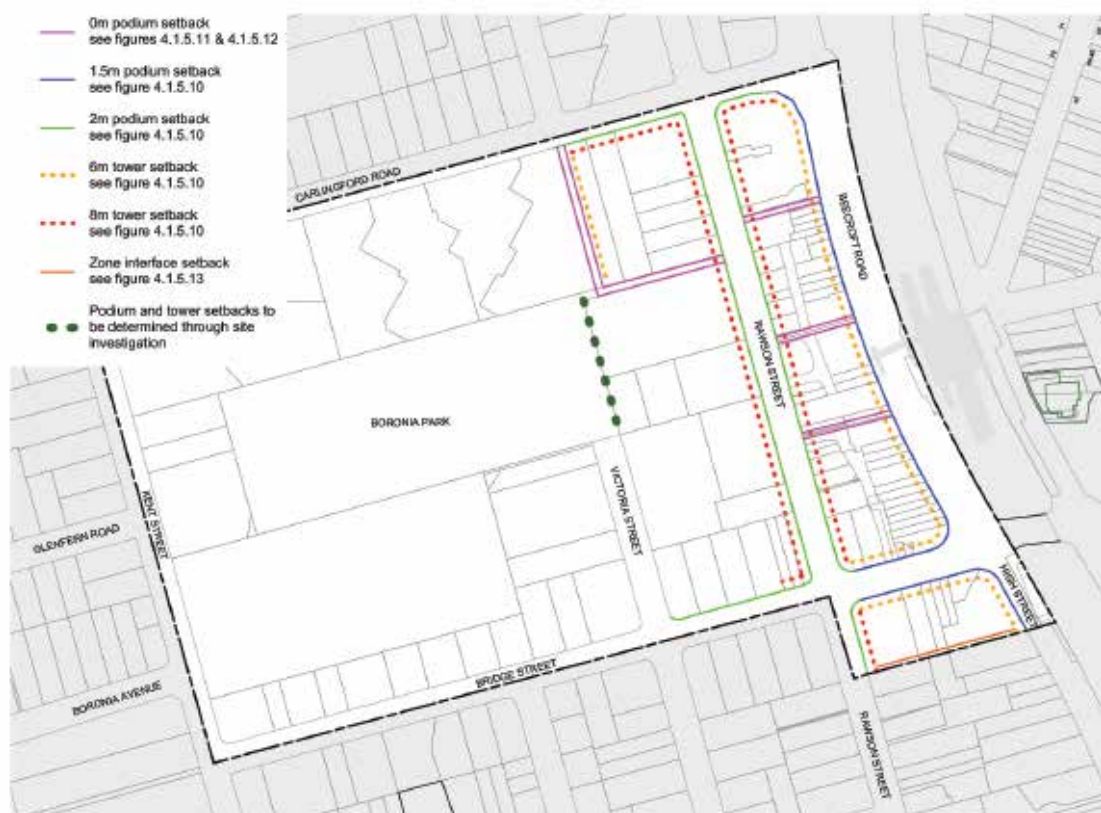 0m podium setback
see figures 4.1.5.11 & 4.1.5.12
1.5m podium setback
see figure 4.1.5.10
2m podium setback
see figure 4.1.5.10
6m tower setback
see figure 4.1.5.10
8m tower setback
see figure 4.1.5.10
Zone interface setback
see figure 4.1.5.13
Podium and tower setbacks to
be determined through site
investigation
CARLINGFORD ROAD
BEECROFT ROAD
RAWSON STREET
BORONIA PARK
VICTORIA STREET
KENT STREET
GLENFERN ROAD
HIGH STREET
BRIDGE STREET
BORONIA AVENUE
RAWSON STREET